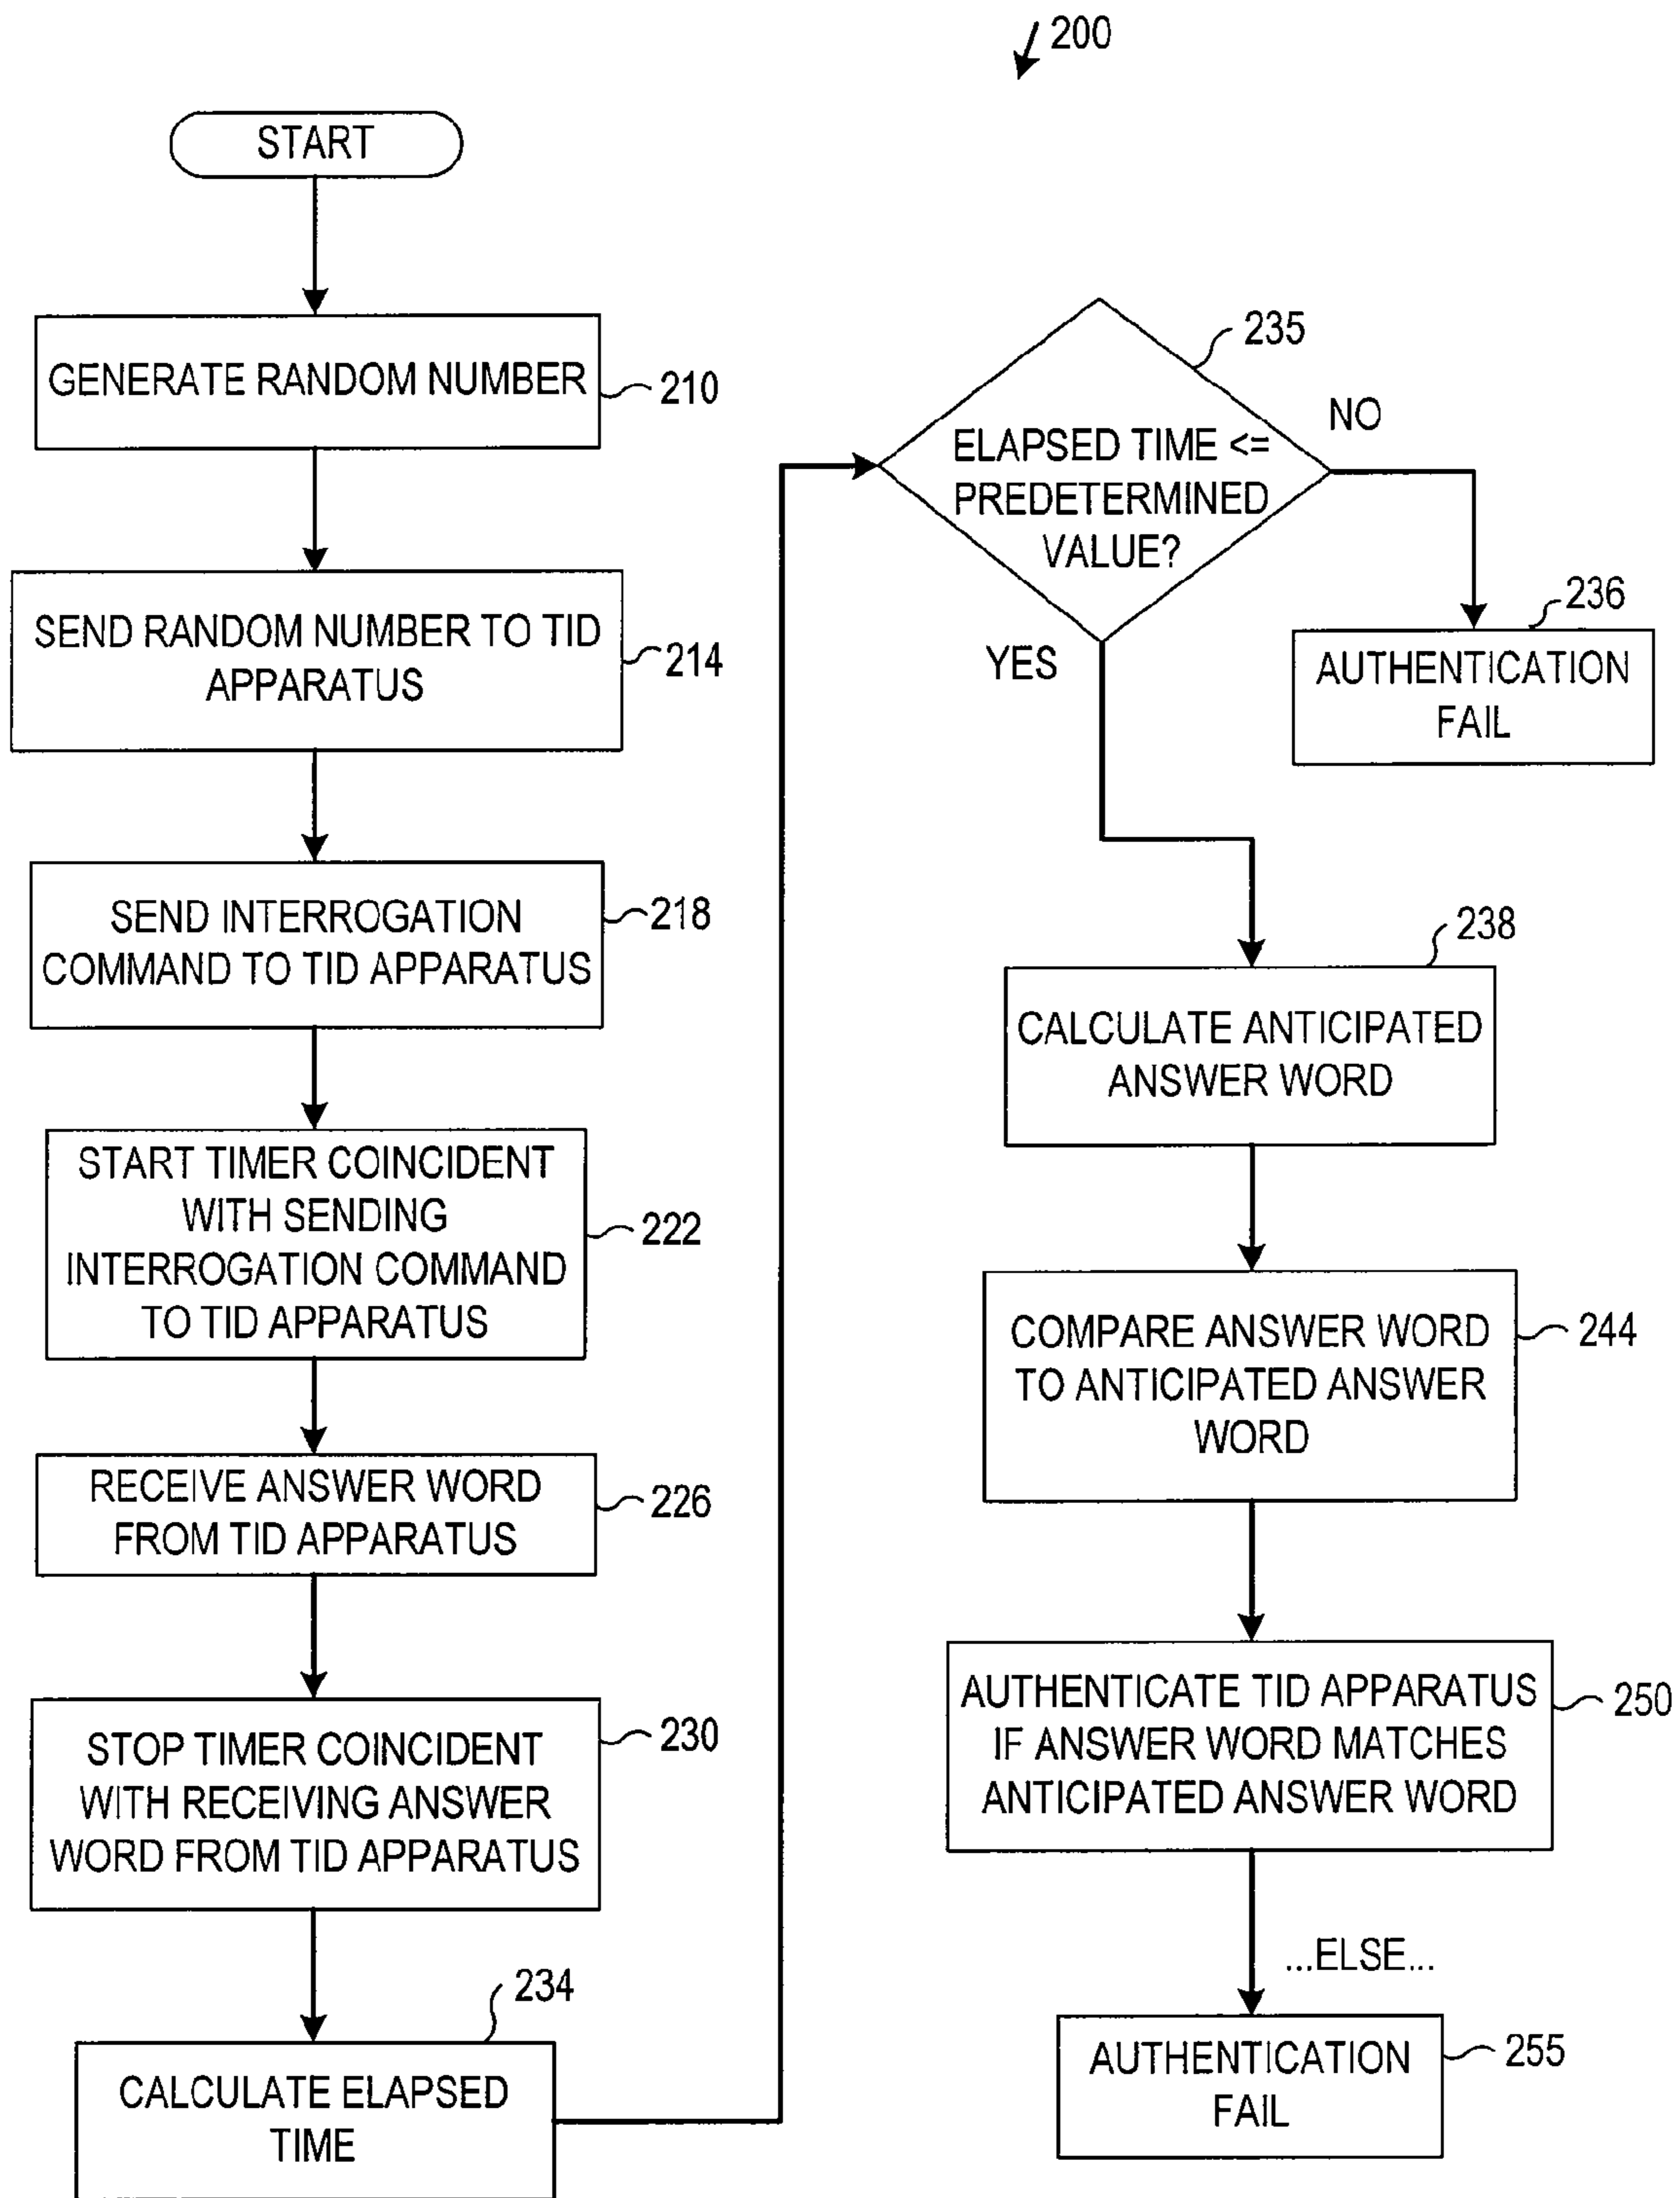 200
START
GENERATE RANDOM NUMBER
210
SEND RANDOM NUMBER TO TID
APPARATUS
214
SEND INTERROGATION
COMMAND TO TID APPARATUS
218
START TIMER COINCIDENT
WITH SENDING
INTERROGATION COMMAND
TO TID APPARATUS
222
RECEIVE ANSWER WORD
FROM TID APPARATUS
226
STOP TIMER COINCIDENT
WITH RECEIVING ANSWER
WORD FROM TID APPARATUS
230
CALCULATE ELAPSED
TIME
234
ELAPSED TIME <=
PREDETERMINED
VALUE?
235
NO
AUTHENTICATION
FAIL
236
YES
CALCULATE ANTICIPATED
ANSWER WORD
238
COMPARE ANSWER WORD
TO ANTICIPATED ANSWER
WORD
244
AUTHENTICATE TID APPARATUS
IF ANSWER WORD MATCHES
ANTICIPATED ANSWER WORD
250
...ELSE...
AUTHENTICATION
FAIL
255